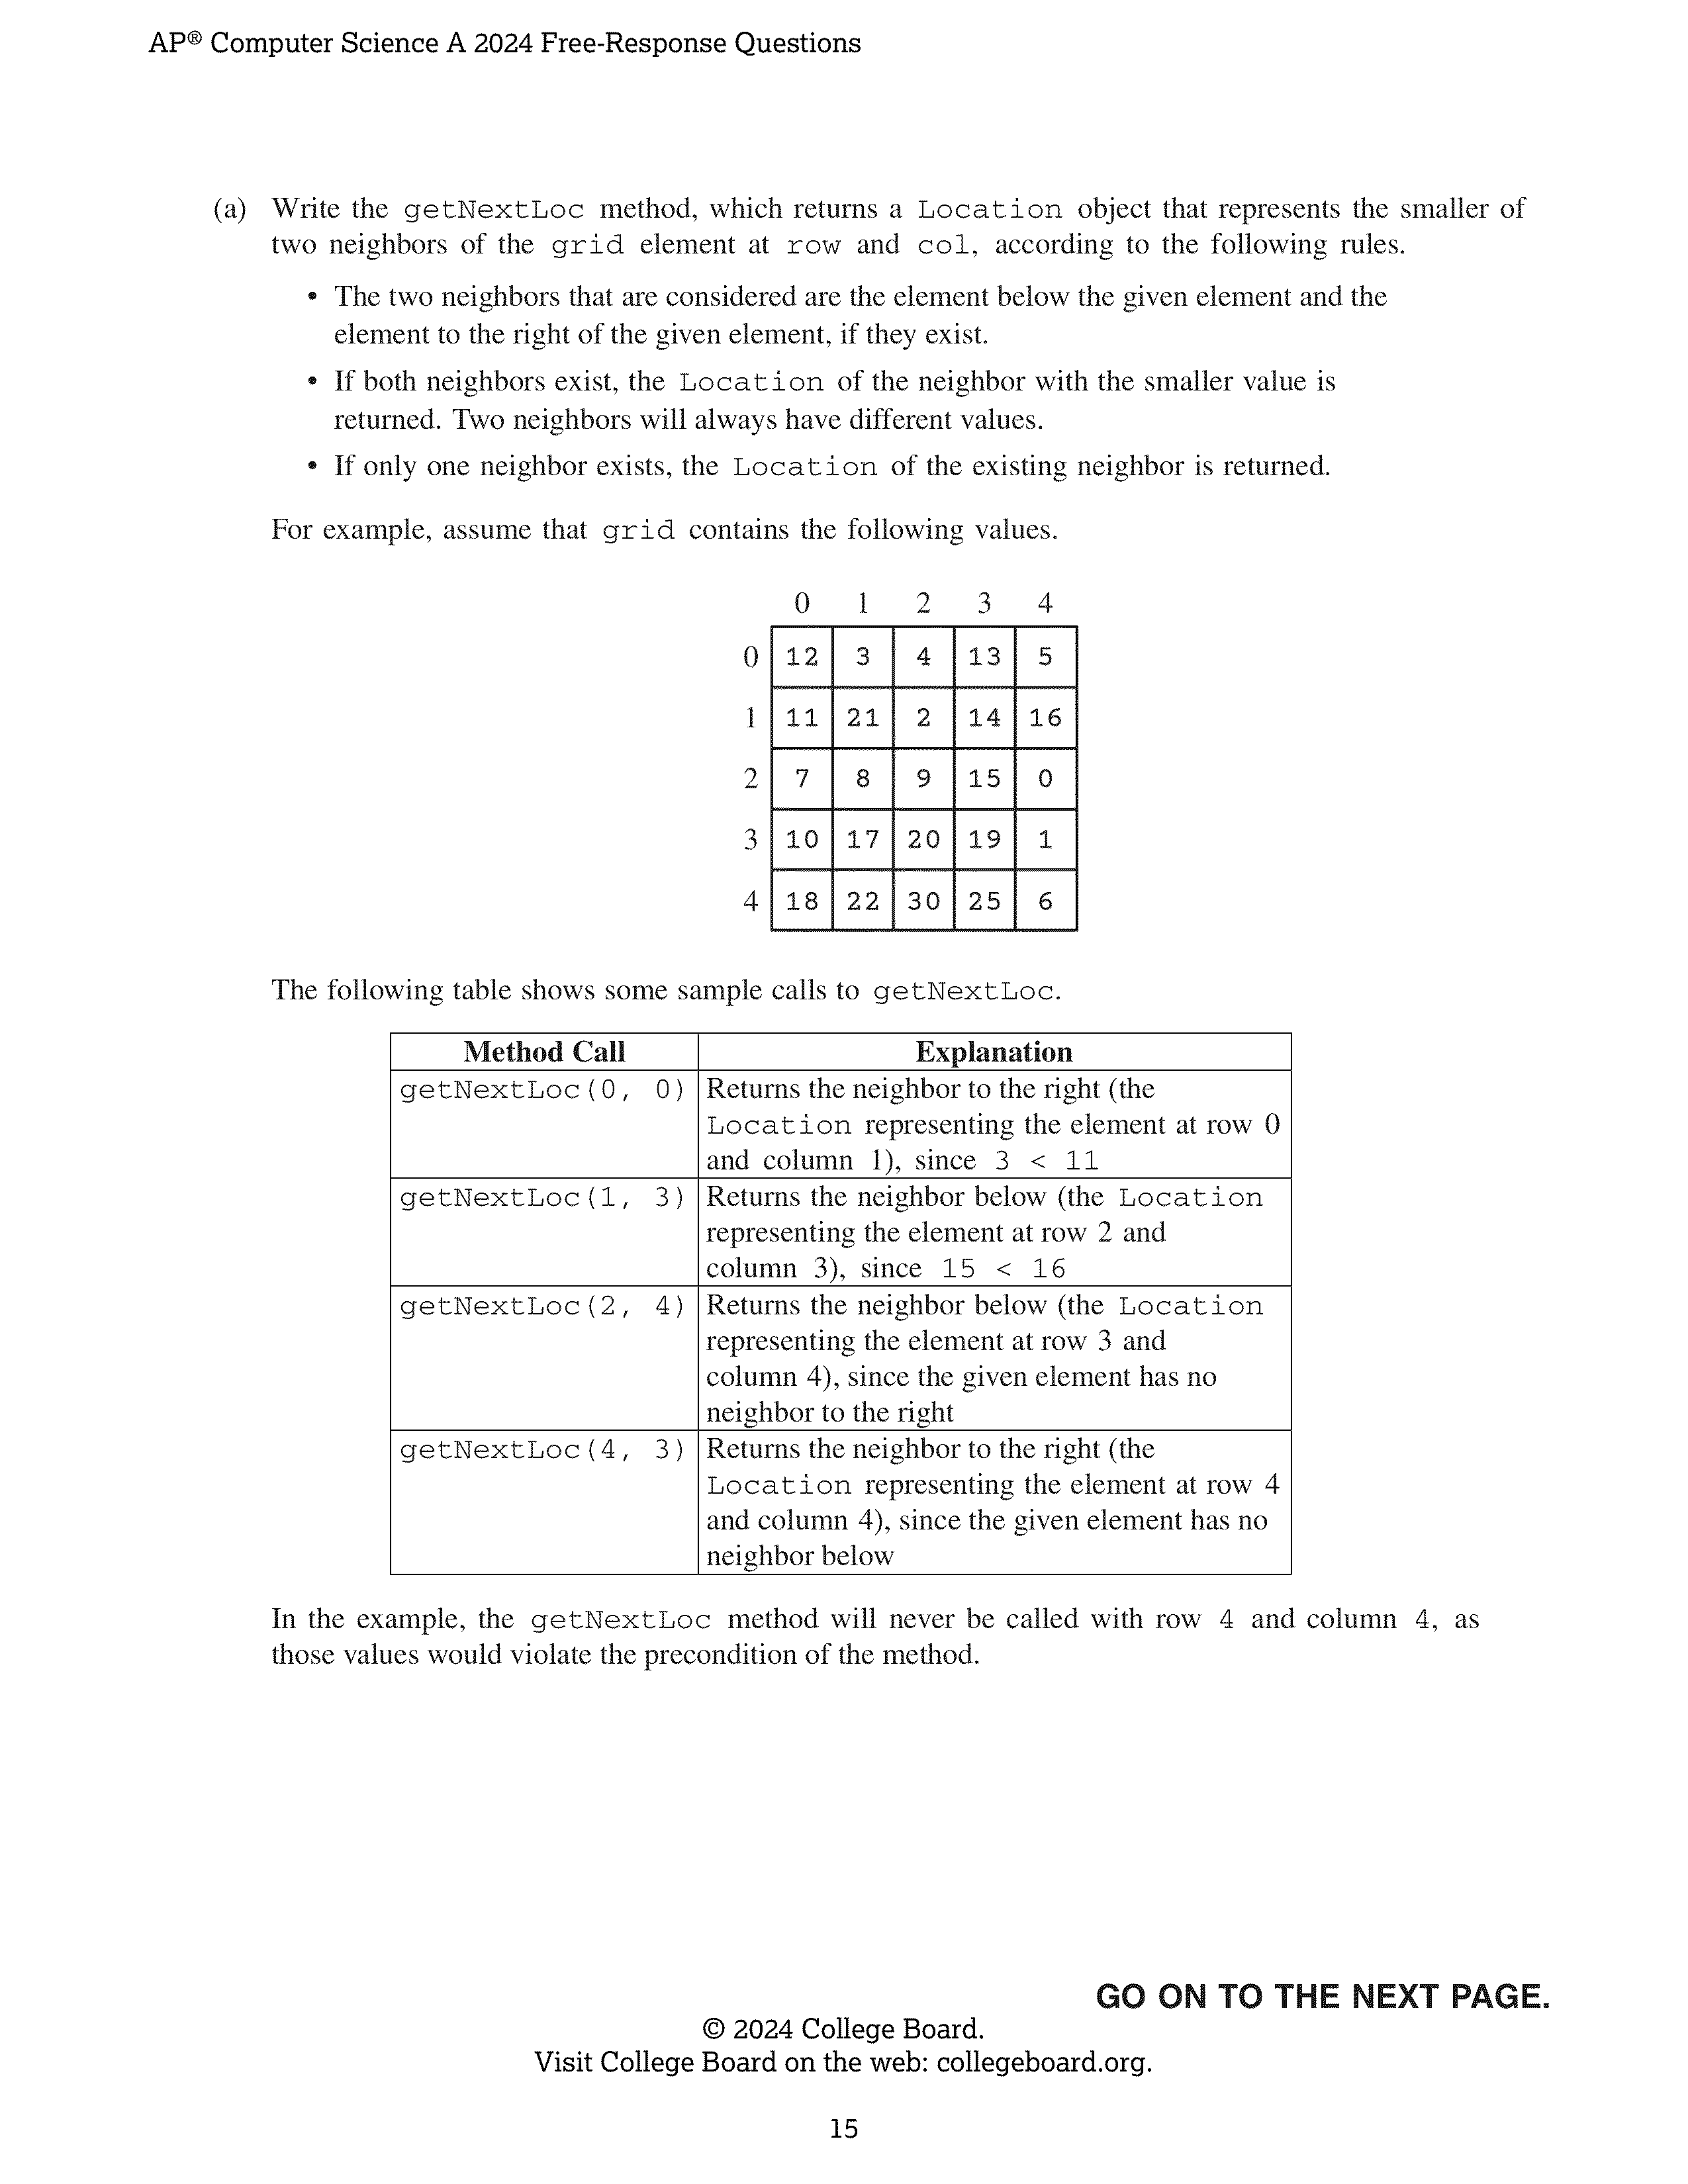 AP® Computer Science A 2024 Free-Response Questions
(a) Write the getNextLoc method, which returns a Location object that represents the smaller of
two neighbors of the grid element at row and col, according to the following rules.
• The two neighbors that are considered are the element below the given element and the
element to the right of the given element, if they exist.
• If both neighbors exist, the Location of the neighbor with the smaller value is
returned. Two neighbors will always have different values.
• If only one neighbor exists, the Location of the existing neighbor is returned.
For example, assume that grid contains the following values.
0 1 2 3 4
0 12 3 4 13 5
1 11 21 2 14 16
2 7 8 9 15 0
3 10 17 20 19 1
4 18 22 30 25 6
The following table shows some sample calls to getNextLoc.
Method Call Explanation
getNextLoc(0, 0) Returns the neighbor to the right (the
Location representing the element at row 0
and column 1), since 3 < 11
getNextLoc(1, 3) Returns the neighbor below (the Location
representing the element at row 2 and
column 3), since 15 < 16
getNextLoc(2, 4) Returns the neighbor below (the Location
representing the element at row 3 and
column 4), since the given element has no
neighbor to the right
getNextLoc(4, 3) Returns the neighbor to the right (the
Location representing the element at row 4
and column 4), since the given element has no
neighbor below
In the example, the getNextLoc method will never be called with row 4 and column 4, as
those values would violate the precondition of the method.
GO ON TO THE NEXT PAGE.
© 2024 College Board.
Visit College Board on the web: collegeboard.org.
15